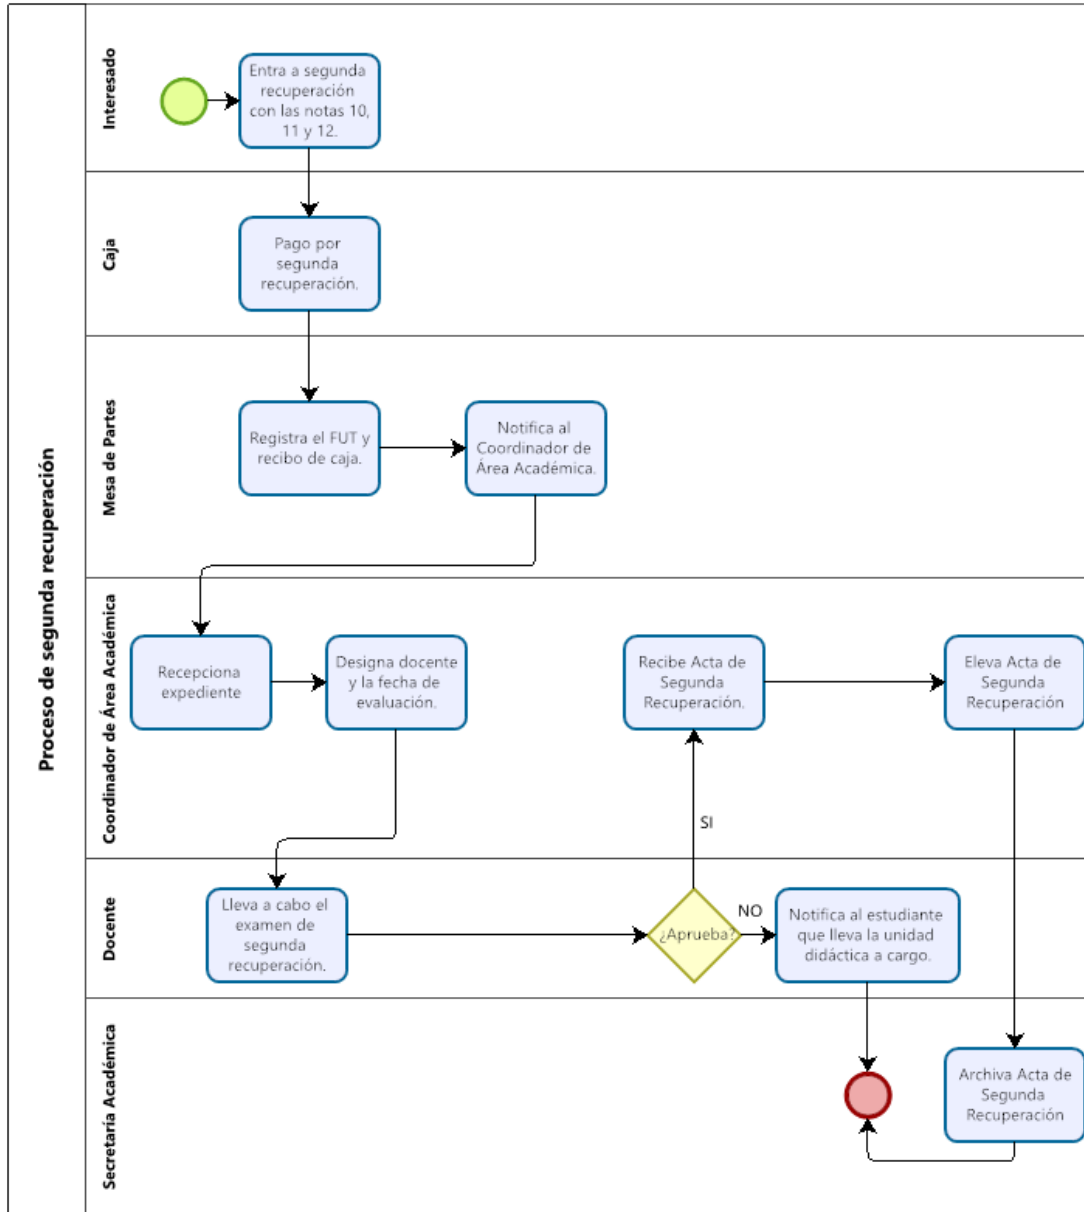 Proceso de segunda recuperación
Interesado
Entra a segunda
recuperación
con las notas 10,
11 y 12.
Caja
Pago por
segunda
recuperación.
Mesa de Partes
Registra el FUT y
recibo de caja.
Notifica al
Coordinador de
Área Académica.
Coordinador de Área Académica
Recepciona
expediente
Designa docente
y la fecha de
evaluación.
Recibe Acta de
Segunda
Recuperación.
Eleva Acta de
Segunda
Recuperación
SI
Docente
Lleva a cabo el
examen de
segunda
recuperación.
¿Aprueba?
NO
Notifica al estudiante
que lleva la unidad
didáctica a cargo.
Secretaría Académica
Archiva Acta de
Segunda
Recuperación